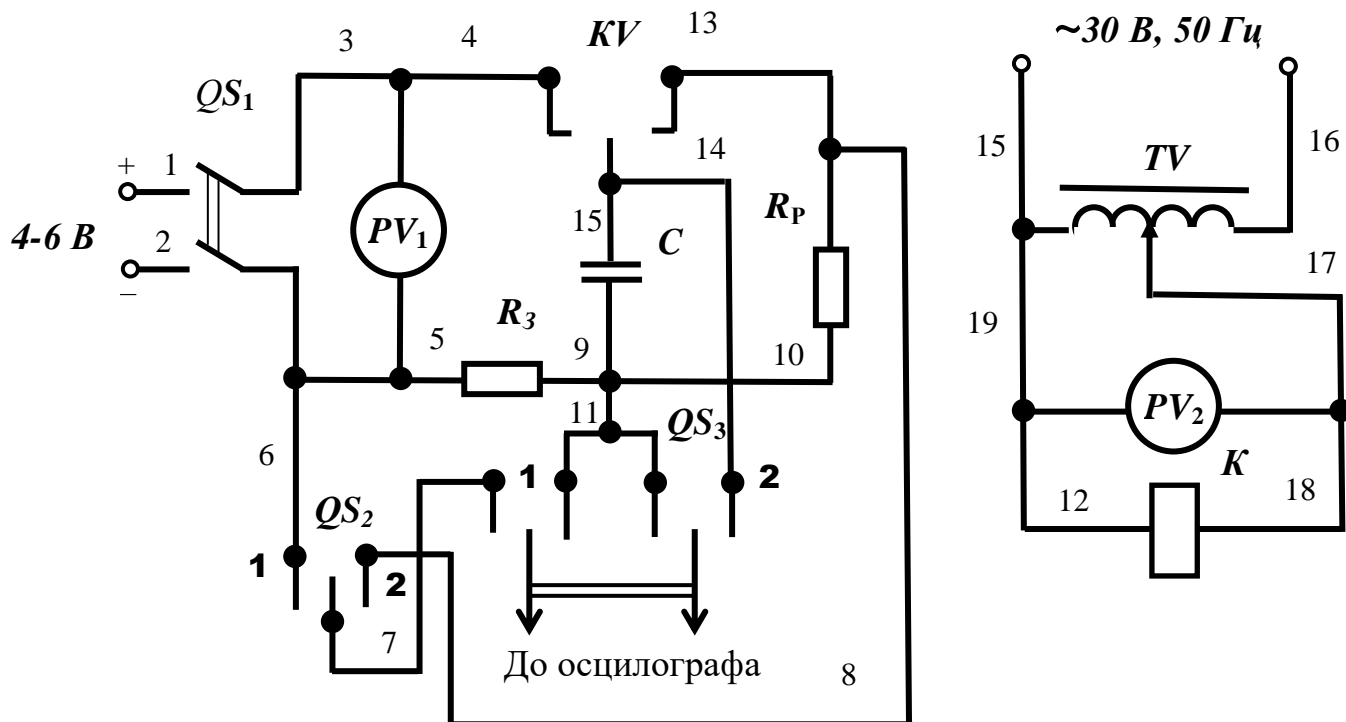 3 4 KV 13
~30 В, 50 Гц
QS1
+ 1
14
15 TV 16
RР
4-6 В 2
PV1
15 C
–
17
R3
5 9 10
19
11 QS3
PV2
6
1 2
К
QS2
12 18
1 2
7
До осцилографа 8